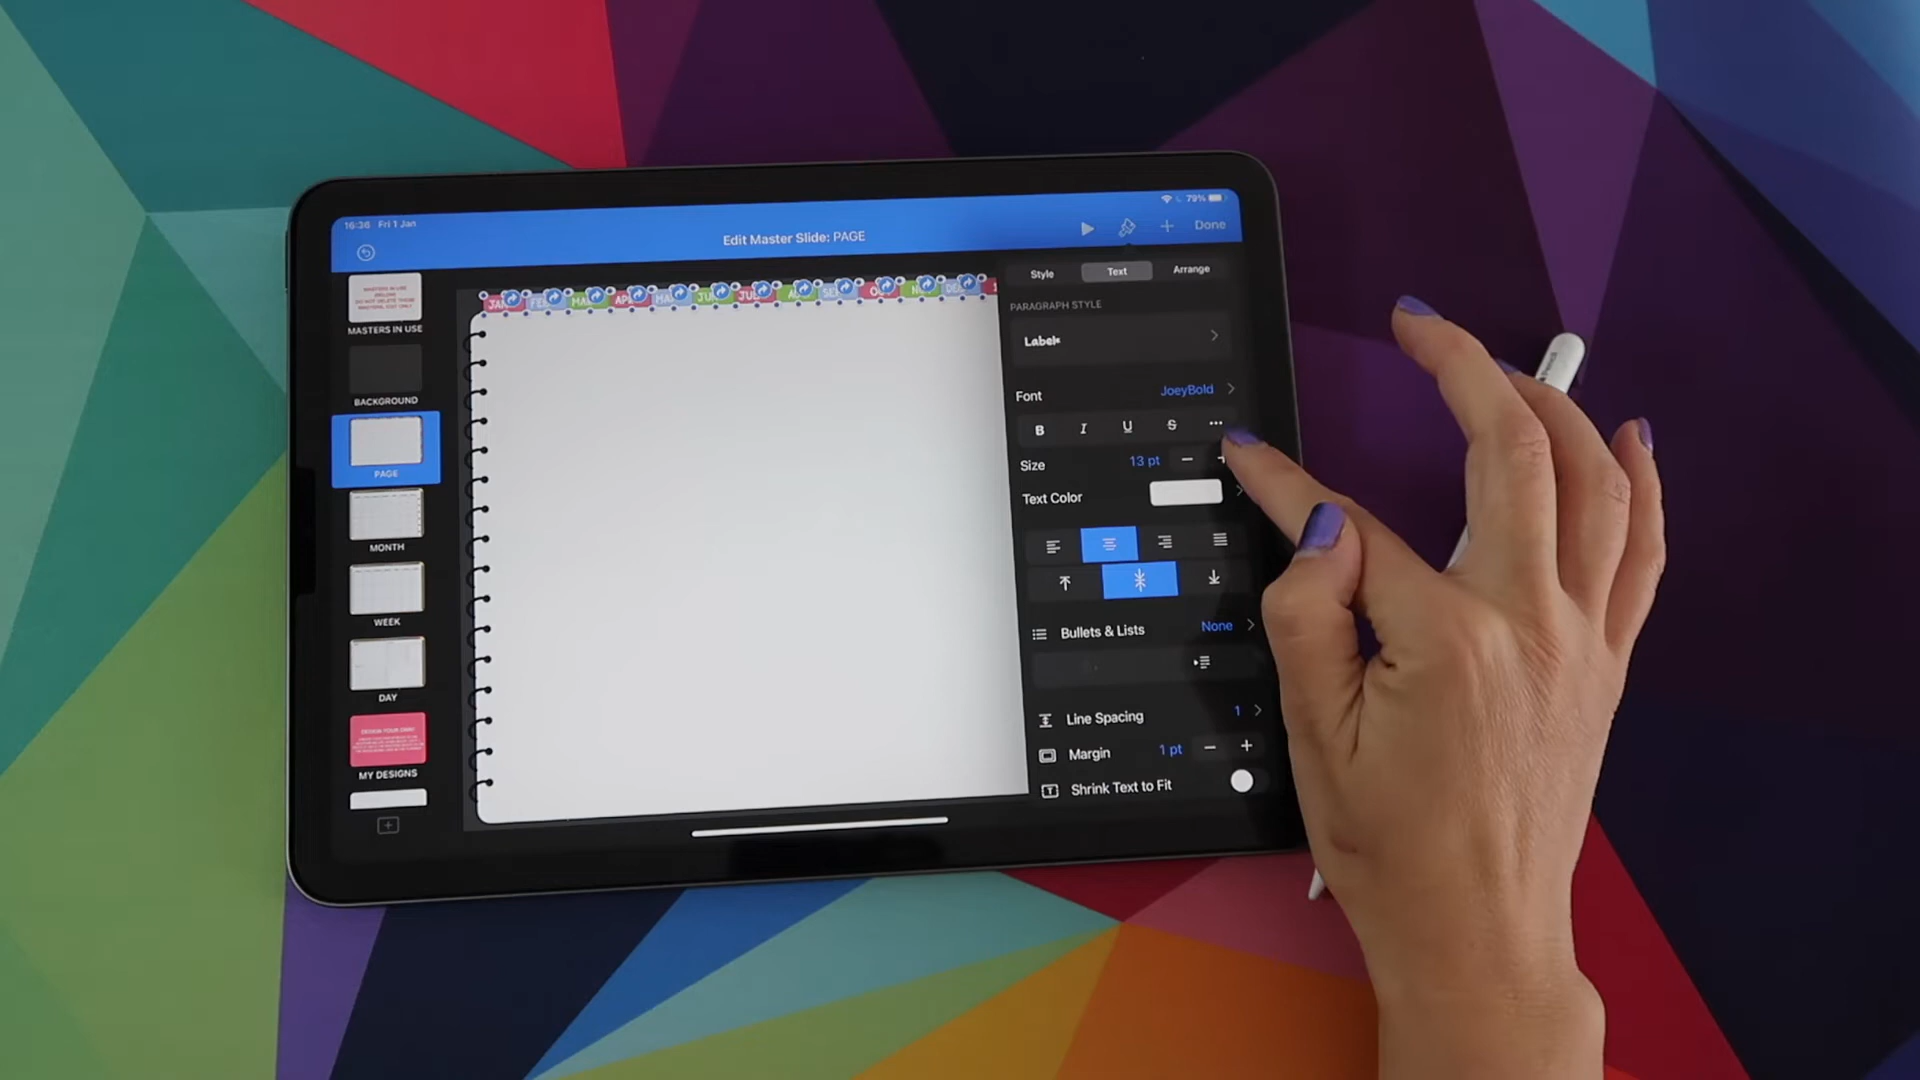 16:36 Fri 1 Jan
79%
Edit Master Slide: PAGE
Done
MASTERS IN USE
BACKGROUND
PAGE
MONTH
WEEK
DAY
MY DESIGNS
Style
Text
Arrange
PARAGRAPH STYLE
Label*
Font
JoeyBold
B I U S
Size
13 pt
Text Color
Bullets & Lists
None
Line Spacing
1
Margin
1 pt
Shrink Text to Fit
Pencil